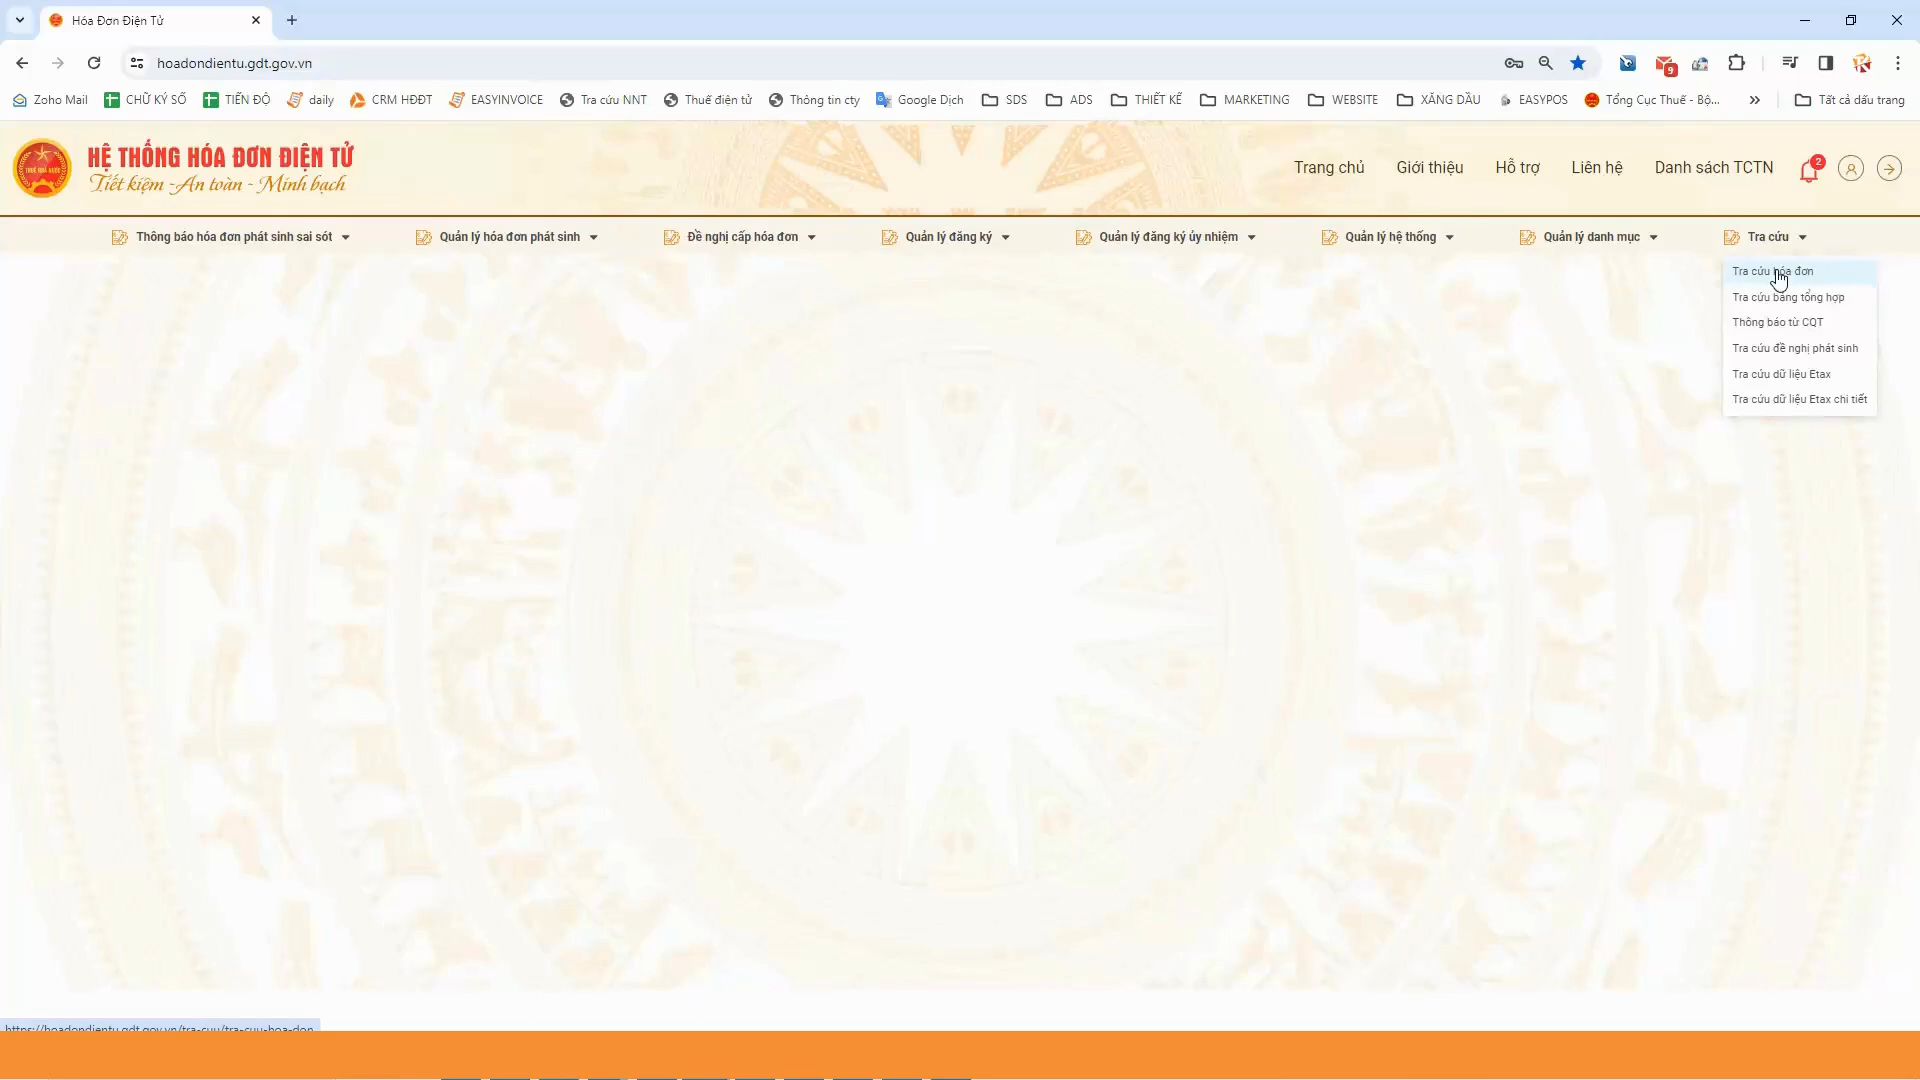 Hóa Đơn Điện Tử
hoadondientu.gdt.gov.vn
9
Zoho Mail CHỮ KÝ SỐ TIẾN ĐỘ daily CRM HĐĐT EASYINVOICE Tra cứu NNT Thuế điện tử Thông tin cty Google Dịch SDS ADS THIẾT KẾ MARKETING WEBSITE XĂNG DẦU EASYPOS Tổng Cục Thuế - Bộ... » Tất cả dấu trang
HỆ THỐNG HÓA ĐƠN ĐIỆN TỬ
Tiết kiệm -An toàn - Minh bạch
Trang chủ Giới thiệu Hỗ trợ Liên hệ Danh sách TCTN 2
Thông báo hóa đơn phát sinh sai sót Quản lý hóa đơn phát sinh Đề nghị cấp hóa đơn Quản lý đăng ký Quản lý đăng ký ủy nhiệm Quản lý hệ thống Quản lý danh mục Tra cứu
Tra cứu hóa đơn
Tra cứu bảng tổng hợp
Thông báo từ CQT
Tra cứu đề nghị phát sinh
Tra cứu dữ liệu Etax
Tra cứu dữ liệu Etax chi tiết
https://hoadondientu.gdt.gov.vn/tra-cuu/tra-cuu-hoa-don